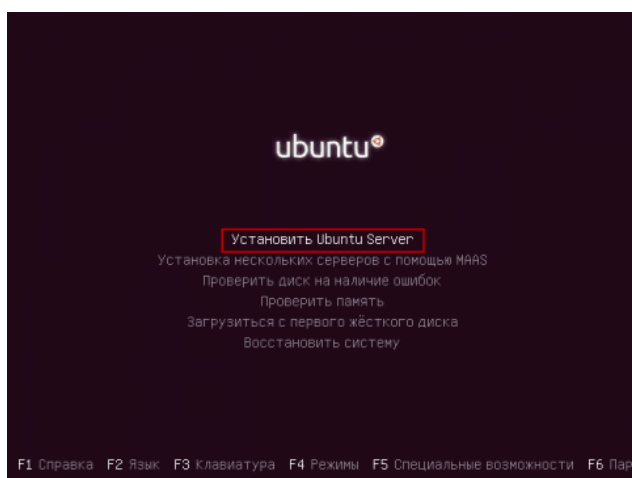 ubuntu
Установить Ubuntu Server
Установка нескольких серверов с помощью MAAS
Проверить диск на наличие ошибок
Проверить память
Загрузиться с первого жёсткого диска
Восстановить систему
F1 Справка F2 Язык F3 Клавиатура F4 Режимы F5 Специальные возможности F6 Пар